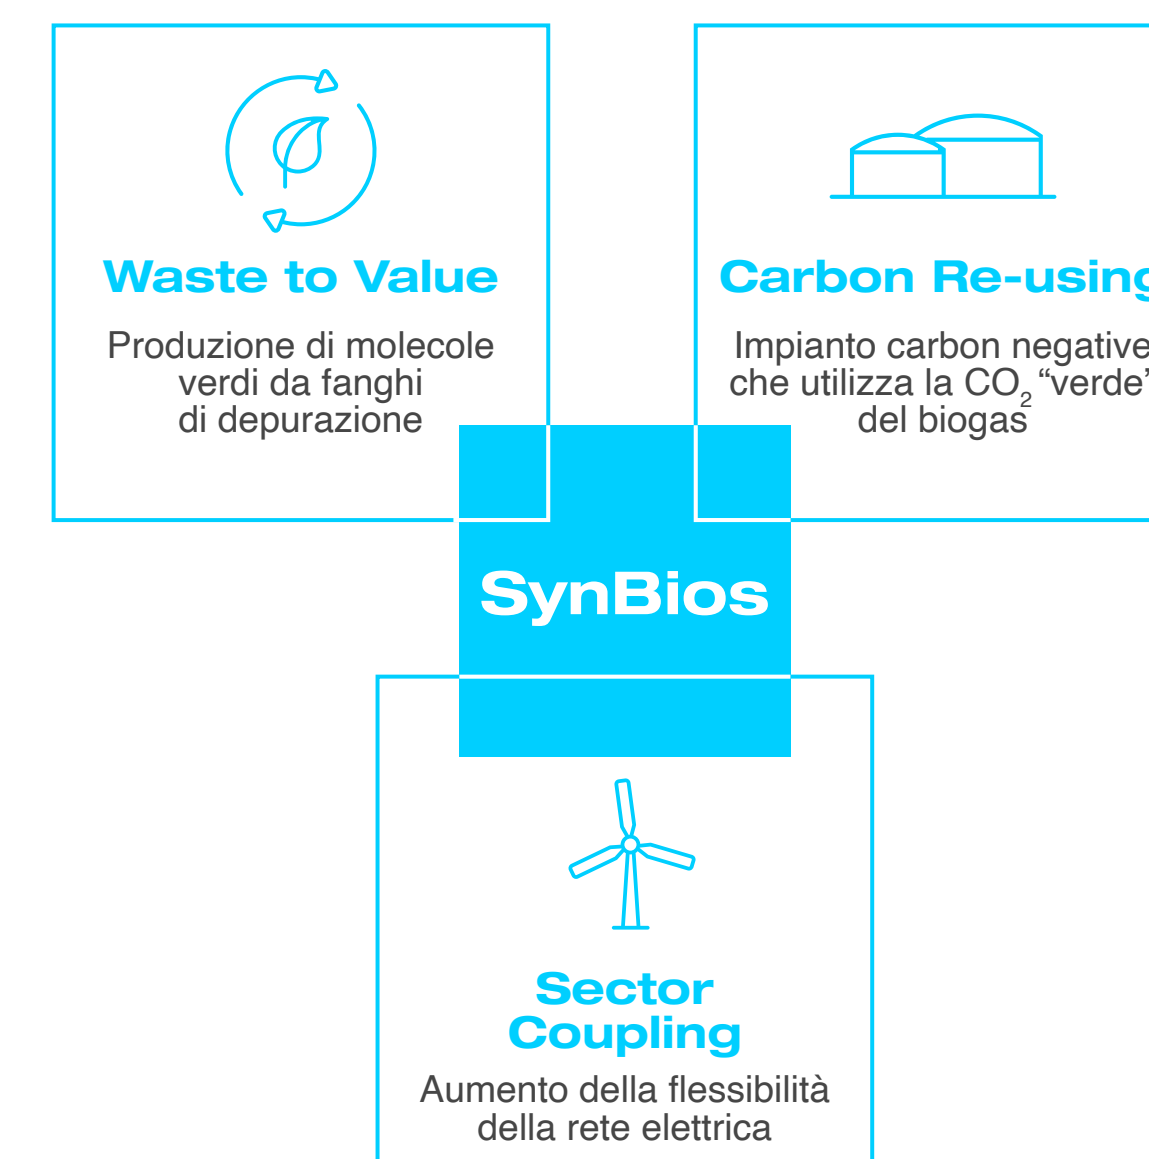 Waste to Value
Produzione di molecole
verdi da fanghi
di depurazione
Carbon Re-using
Impianto carbon negative
che utilizza la CO₂ “verde”
del biogas
SynBios
Sector
Coupling
Aumento della flessibilità
della rete elettrica